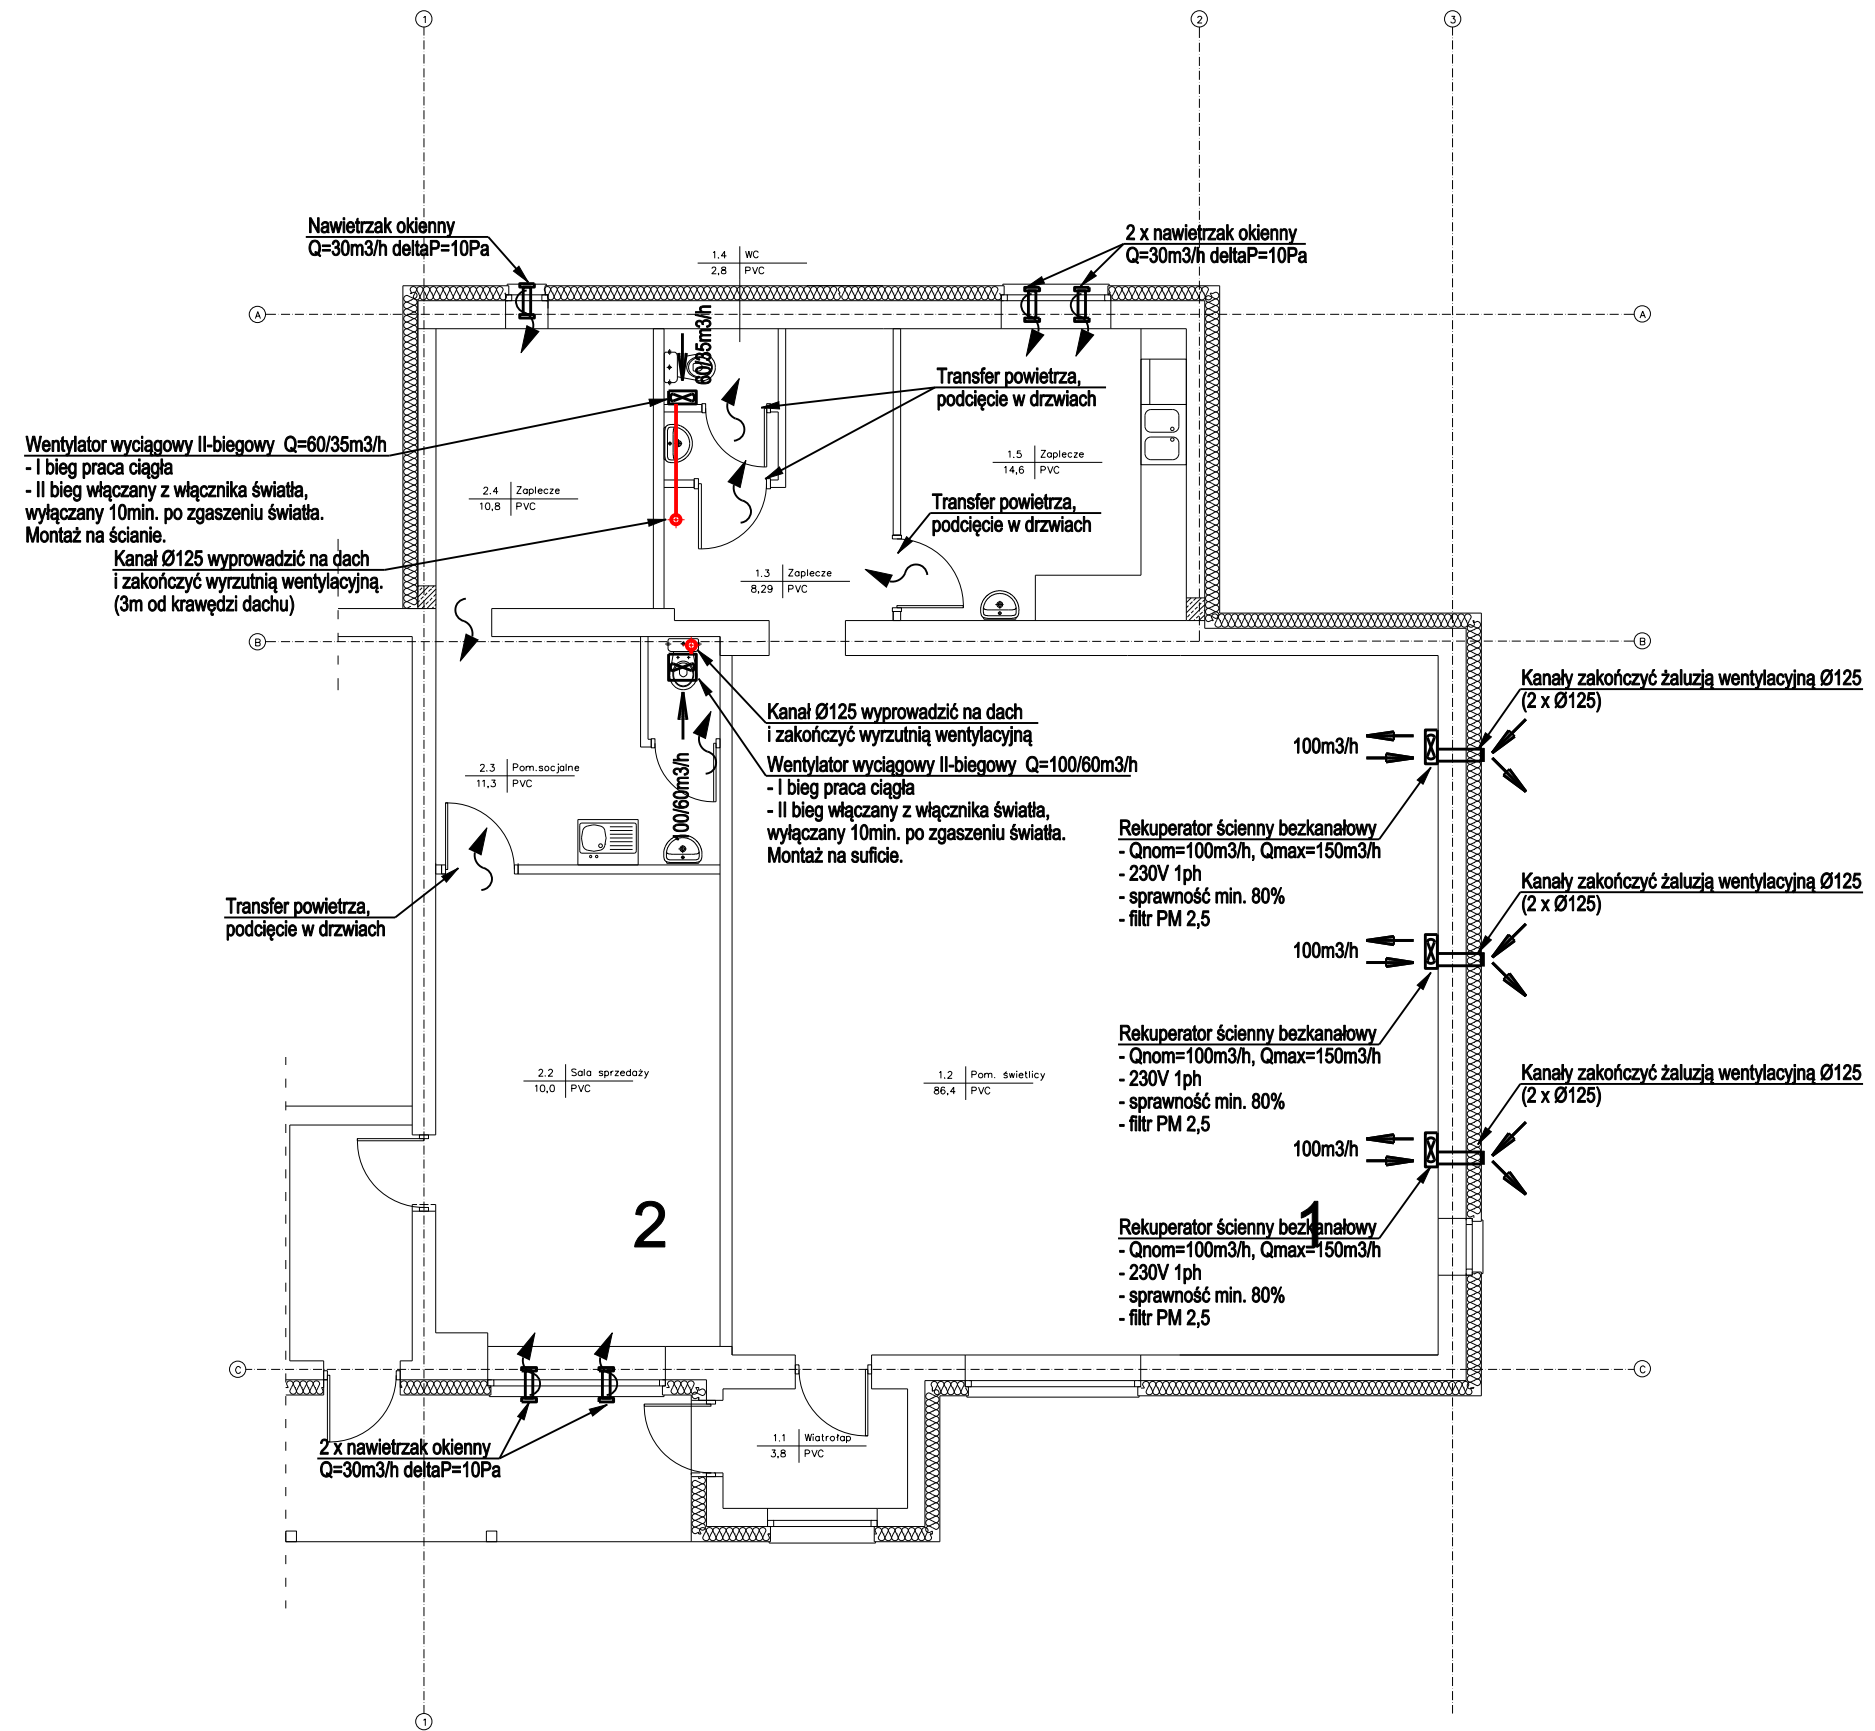 1
2
3
Nawietrzak okienny
Q=30m3/h deltaP=10Pa
2 x nawietrzak okienny
Q=30m3/h deltaP=10Pa
1.4 WC
2,8 PVC
A
A
60/35m3/h
Transfer powietrza,
podcięcie w drzwiach
Wentylator wyciągowy II-biegowy Q=60/35m3/h
- I bieg praca ciągła
- II bieg włączany z włącznika światła,
wyłączany 10min. po zgaszeniu światła.
Montaż na ścianie.
1.5 Zaplecze
14,6 PVC
2.4 Zaplecze
10,8 PVC
Transfer powietrza,
podcięcie w drzwiach
Kanał Ø125 wyprowadzić na dach
i zakończyć wyrzutnią wentylacyjną.
(3m od krawędzi dachu)
1.3 Zaplecze
8,29 PVC
B
B
Kanały zakończyć żaluzją wentylacyjną Ø125
(2 x Ø125)
Kanał Ø125 wyprowadzić na dach
i zakończyć wyrzutnią wentylacyjną
100m3/h
Wentylator wyciągowy II-biegowy Q=100/60m3/h
- I bieg praca ciągła
- II bieg włączany z włącznika światła,
wyłączany 10min. po zgaszeniu światła.
Montaż na suficie.
2.3 Pom.socjalne
11,3 PVC
100/60m3/h
Rekuperator ścienny bezkanałowy
- Qnom=100m3/h, Qmax=150m3/h
- 230V 1ph
- sprawność min. 80%
- filtr PM 2,5
Transfer powietrza,
podcięcie w drzwiach
Kanały zakończyć żaluzją wentylacyjną Ø125
(2 x Ø125)
100m3/h
Rekuperator ścienny bezkanałowy
- Qnom=100m3/h, Qmax=150m3/h
- 230V 1ph
- sprawność min. 80%
- filtr PM 2,5
2.2 Sala sprzedaży
10,0 PVC
1.2 Pom. świetlicy
86,4 PVC
Kanały zakończyć żaluzją wentylacyjną Ø125
(2 x Ø125)
100m3/h
2
1
Rekuperator ścienny bezkanałowy
- Qnom=100m3/h, Qmax=150m3/h
- 230V 1ph
- sprawność min. 80%
- filtr PM 2,5
C
C
2 x nawietrzak okienny
Q=30m3/h deltaP=10Pa
1.1 Wiatrołap
3,8 PVC
1